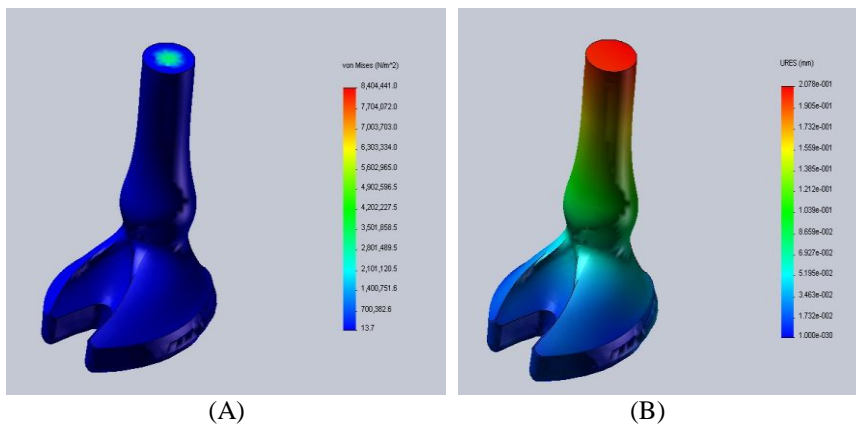 von Mises (N/m^2)
8,404,441.0
7,704,072.0
7,003,703.0
6,303,334.0
5,602,965.0
4,902,596.5
4,202,227.5
3,501,858.5
2,801,489.5
2,101,120.5
1,400,751.6
700,382.6
13.7
(A)
URES (mm)
2.078e-001
1.905e-001
1.732e-001
1.559e-001
1.385e-001
1.212e-001
1.039e-001
8.659e-002
6.927e-002
5.195e-002
3.463e-002
1.732e-002
1.000e-030
(B)